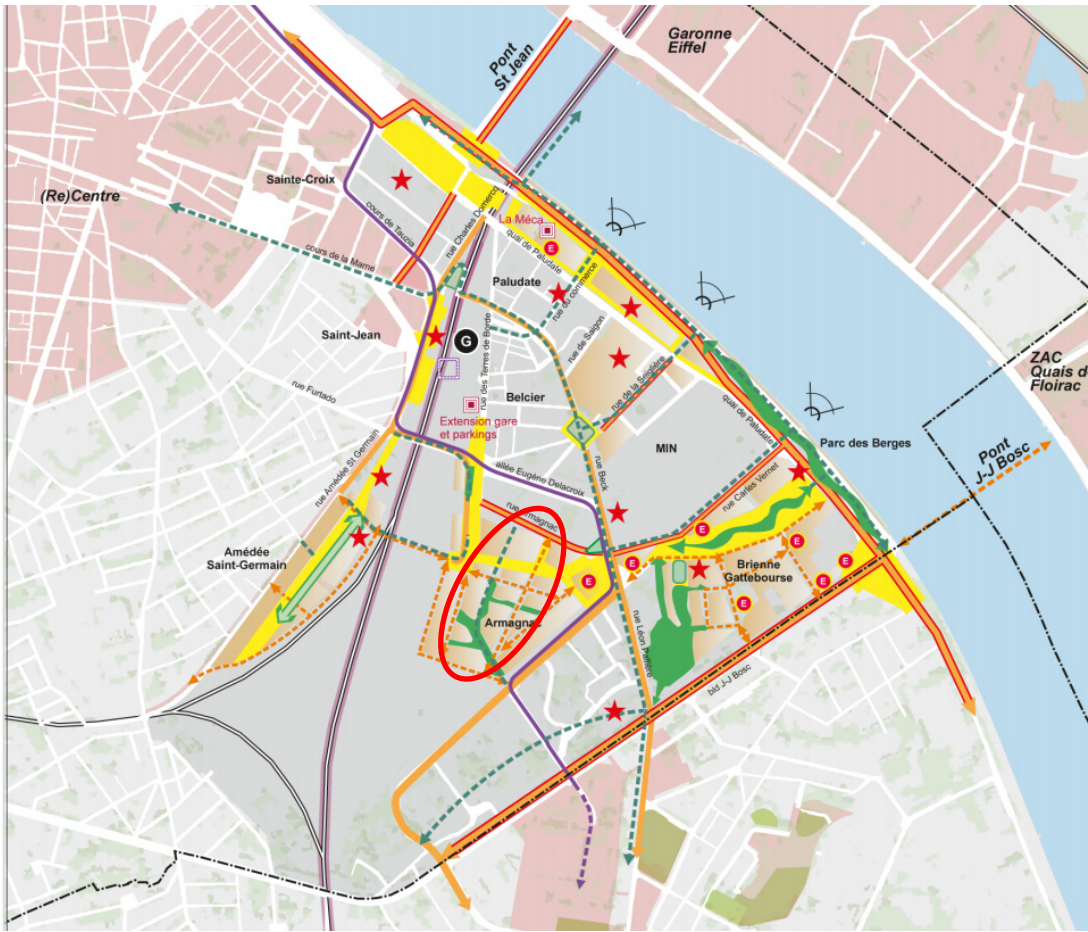 Garonne
Eiffel
Pont
St Jean
Sainte-Croix
(Re)Centre
cours de Tauzia
rue Charles Domercq
La Méca
E
quai de Paludate
cours de la Marne
Paludate
rue du commerce
Saint-Jean
G
rue des Terres de Borde
rue de Saïgon
rue de la Seiglière
ZAC
Quais d
Floirac
rue Furtado
Belcier
Extension gare
et parkings
quai de Paludate
Parc des Berges
MIN
Pont
J-J Bosc
rue Amédée St Germain
allée Eugène Delacroix
rue Beck
rue Carles Vernet
rue Armagnac
E
E
E
Amédée
Saint-Germain
Brienne
Gattebourse
E
E
E
E
Armagnac
rue Léon Paillère
bld J-J Bosc